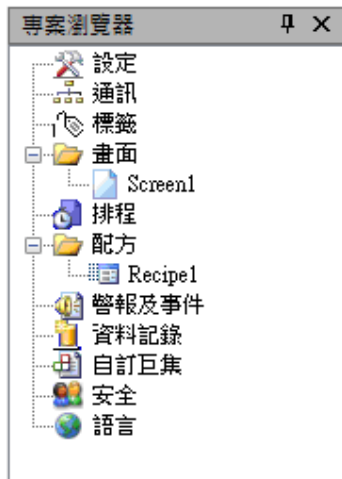 專案瀏覽器
設定
通訊
標籤
畫面
Screen1
排程
配方
Recipe1
警報及事件
資料記錄
自訂巨集
安全
語言